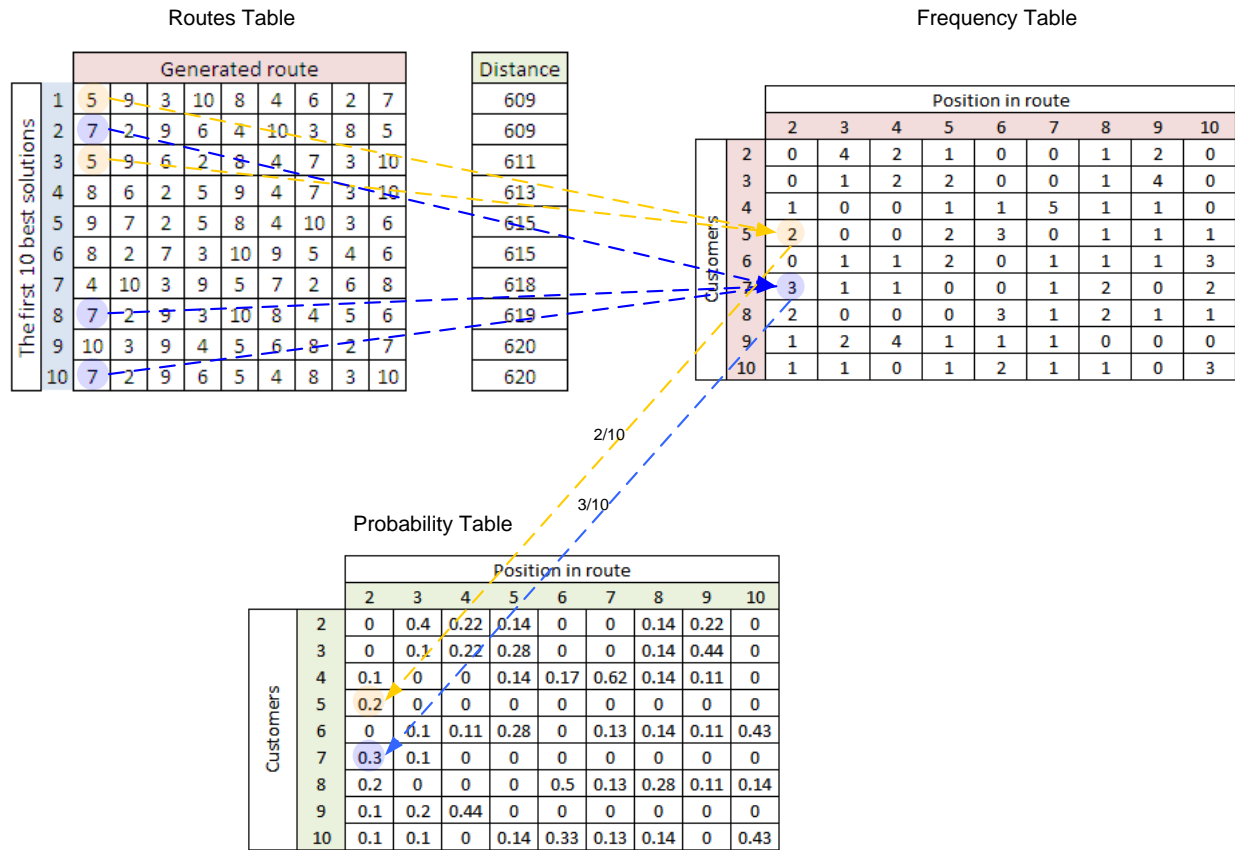 Routes Table
Frequency Table
Generated route
Distance
The first 10 best solutions
1 5 9 3 10 8 4 6 2 7 609
2 7 2 9 6 4 10 3 8 5 609
3 5 9 6 2 8 4 7 3 10 611
4 8 6 2 5 9 4 7 3 10 613
5 9 7 2 5 8 4 10 3 6 615
6 8 2 7 3 10 9 5 4 6 615
7 4 10 3 9 5 7 2 6 8 618
8 7 2 9 3 10 8 4 5 6 619
9 10 3 9 4 5 6 8 2 7 620
10 7 2 9 6 5 4 8 3 10 620
Position in route
2 3 4 5 6 7 8 9 10
Customers
2 0 4 2 1 0 0 1 2 0
3 0 1 2 2 0 0 1 4 0
4 1 0 0 1 1 5 1 1 0
5 2 0 0 2 3 0 1 1 1
6 0 1 1 2 0 1 1 1 3
7 3 1 1 0 0 1 2 0 2
8 2 0 0 0 3 1 2 1 1
9 1 2 4 1 1 1 0 0 0
10 1 1 0 1 2 1 1 0 3
2/10
3/10
Probability Table
Position in route
2 3 4 5 6 7 8 9 10
Customers
2 0 0.4 0.22 0.14 0 0 0.14 0.22 0
3 0 0.1 0.22 0.28 0 0 0.14 0.44 0
4 0.1 0 0 0.14 0.17 0.62 0.14 0.11 0
5 0.2 0 0 0 0 0 0 0 0
6 0 0.1 0.11 0.28 0 0.13 0.14 0.11 0.43
7 0.3 0.1 0 0 0 0 0 0 0
8 0.2 0 0 0 0.5 0.13 0.28 0.11 0.14
9 0.1 0.2 0.44 0 0 0 0 0 0
10 0.1 0.1 0 0.14 0.33 0.13 0.14 0 0.43